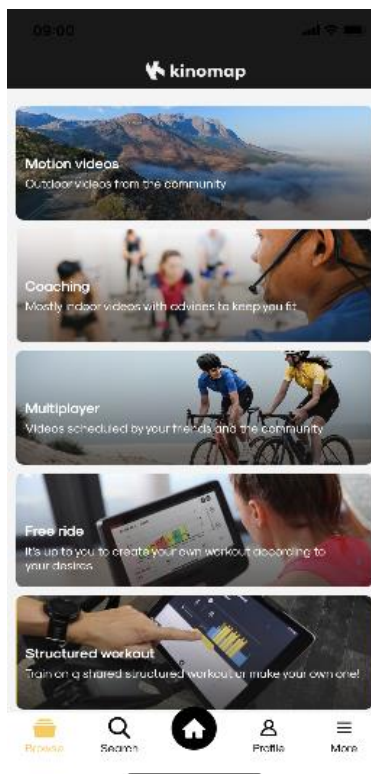 09:00
kinomap
Motion videos
Outdoor videos from the community
Coaching
Mostly indoor videos with advices to keep you fit
Multiplayer
Videos scheduled by your friends and the community
Free ride
It's up to you to create your own workout according to
your desires
Structured workout
Train on a shared structured workout or make your own one!
Browse
Search
Profile
More